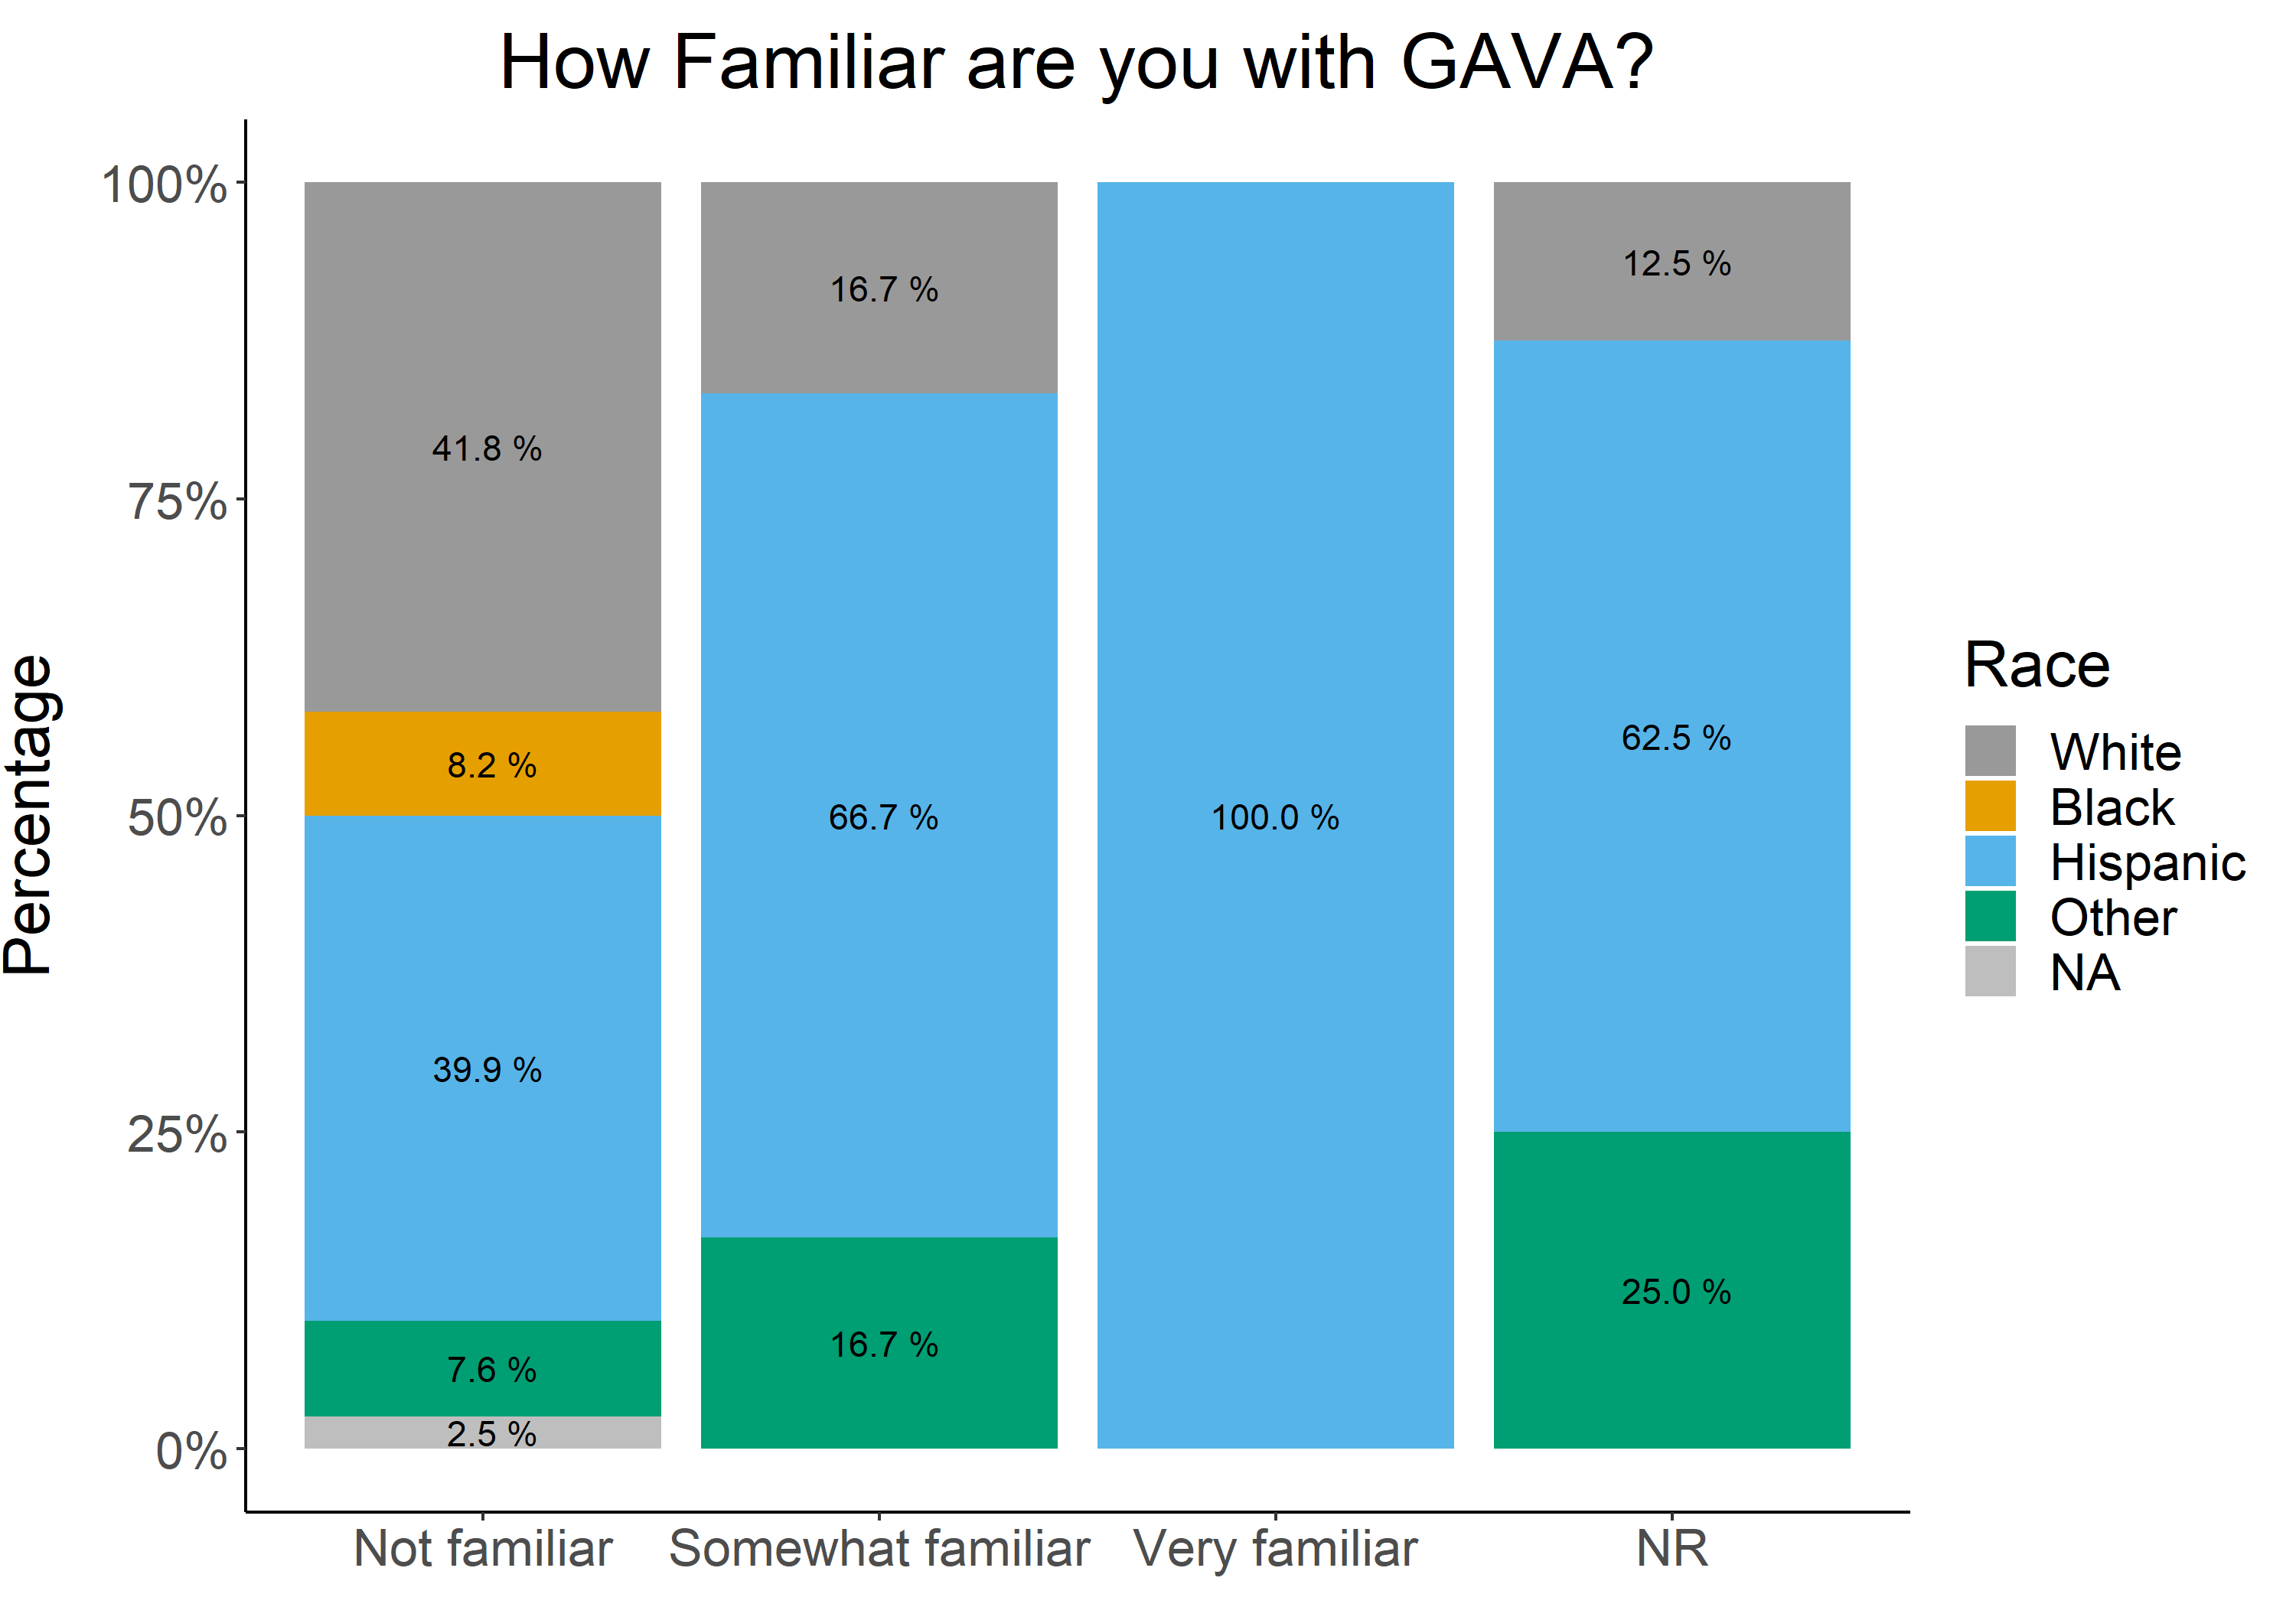 How Familiar are you with GAVA?
Percentage
100%
75%
50%
25%
0%
41.8 %
8.2 %
39.9 %
7.6 %
2.5 %
16.7 %
66.7 %
16.7 %
100.0 %
12.5 %
62.5 %
25.0 %
Not familiar
Somewhat familiar
Very familiar
NR
Race
White
Black
Hispanic
Other
NA